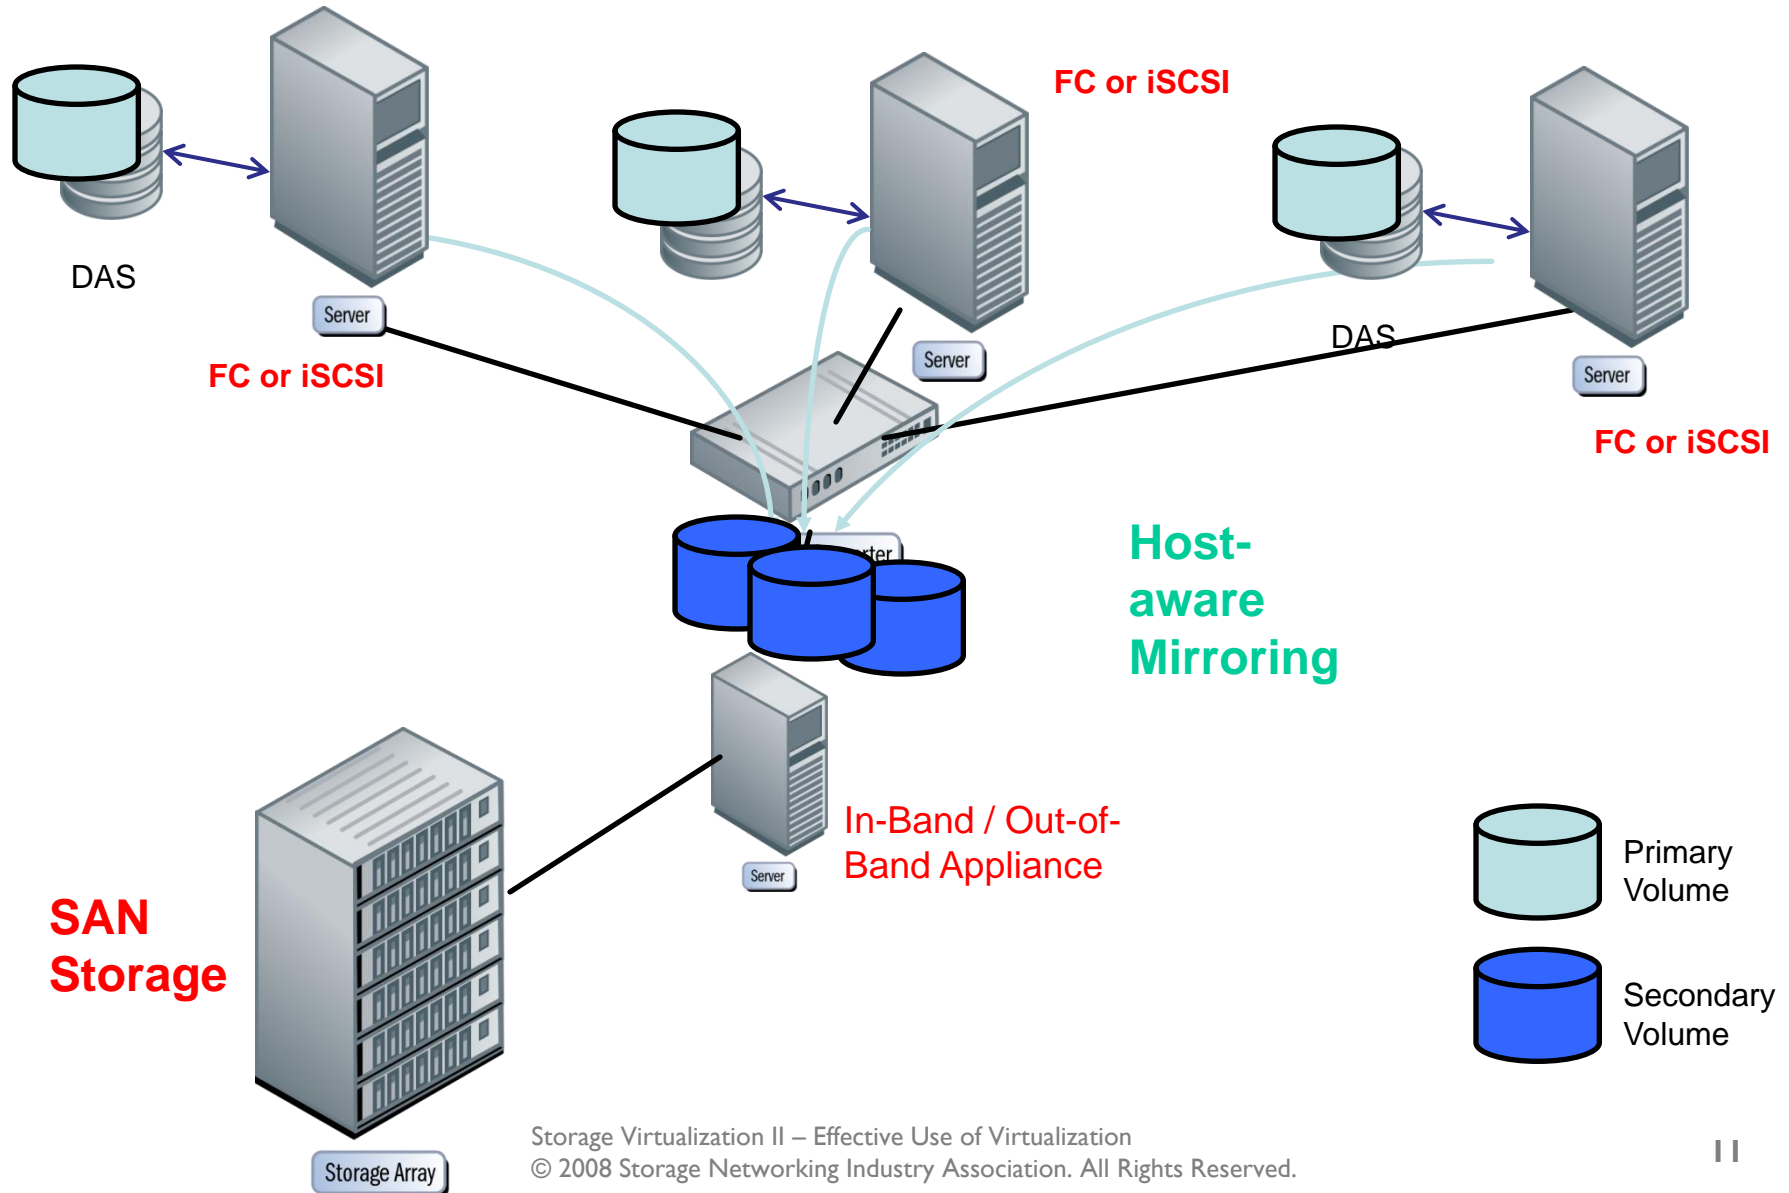 FC or iSCSI
DAS
Server
Server
DAS
Server
FC or iSCSI
FC or iSCSI
Host-
aware
Mirroring
In-Band / Out-of-
Band Appliance
Server
SAN
Storage
Primary
Volume
Secondary
Volume
Storage Array
Storage Virtualization II – Effective Use of Virtualization
© 2008 Storage Networking Industry Association. All Rights Reserved.
11